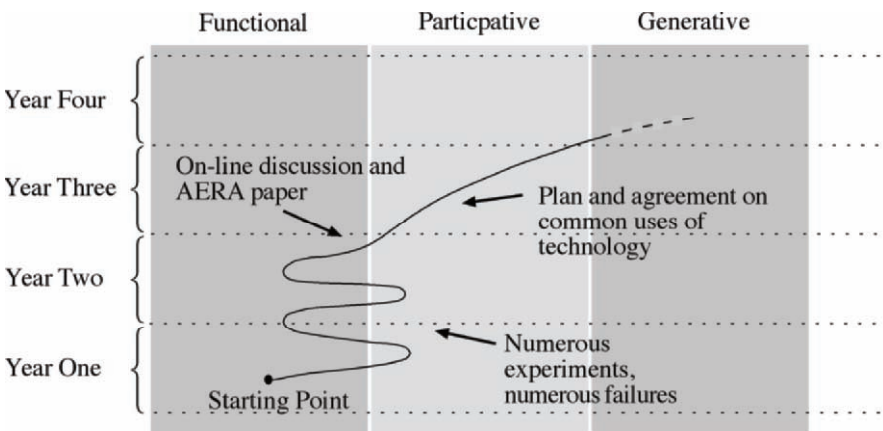 Functional
Particpative
Generative
Year Four
On-line discussion and
AERA paper
Year Three
Plan and agreement on
common uses of
technology
Year Two
Numerous
experiments,
numerous failures
Year One
Starting Point